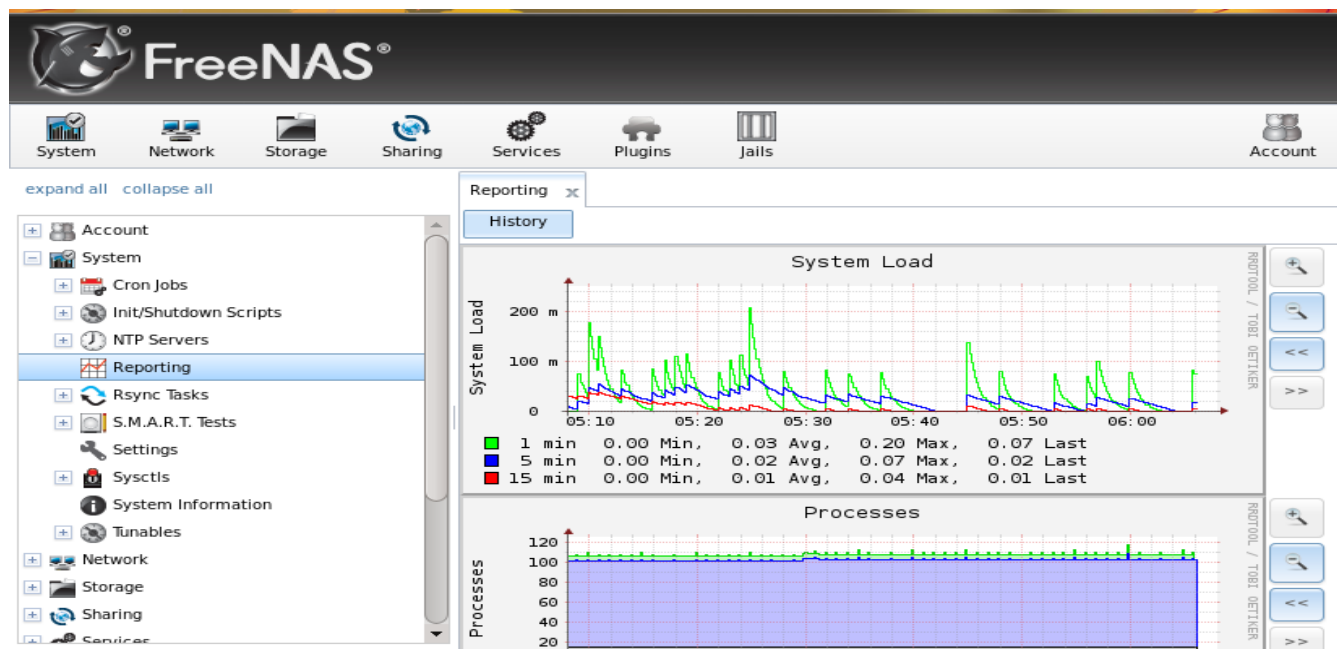 FreeNAS®
System Network Storage Sharing Services Plugins Jails Account
expand all collapse all
Account
System
Cron Jobs
Init/Shutdown Scripts
NTP Servers
Reporting
Rsync Tasks
S.M.A.R.T. Tests
Settings
Sysctls
System Information
Tunables
Network
Storage
Sharing
Services
Reporting x
History
System Load
System Load
200 m
100 m
0
05:10 05:20 05:30 05:40 05:50 06:00
1 min 0.00 Min, 0.03 Avg, 0.20 Max, 0.07 Last
5 min 0.00 Min, 0.02 Avg, 0.07 Max, 0.02 Last
15 min 0.00 Min, 0.01 Avg, 0.04 Max, 0.01 Last
RRDTOOL / TOBI OETIKER
<<
>>
Processes
Processes
120
100
80
60
40
20
RRDTOOL / TOBI OETIKER
<<
>>